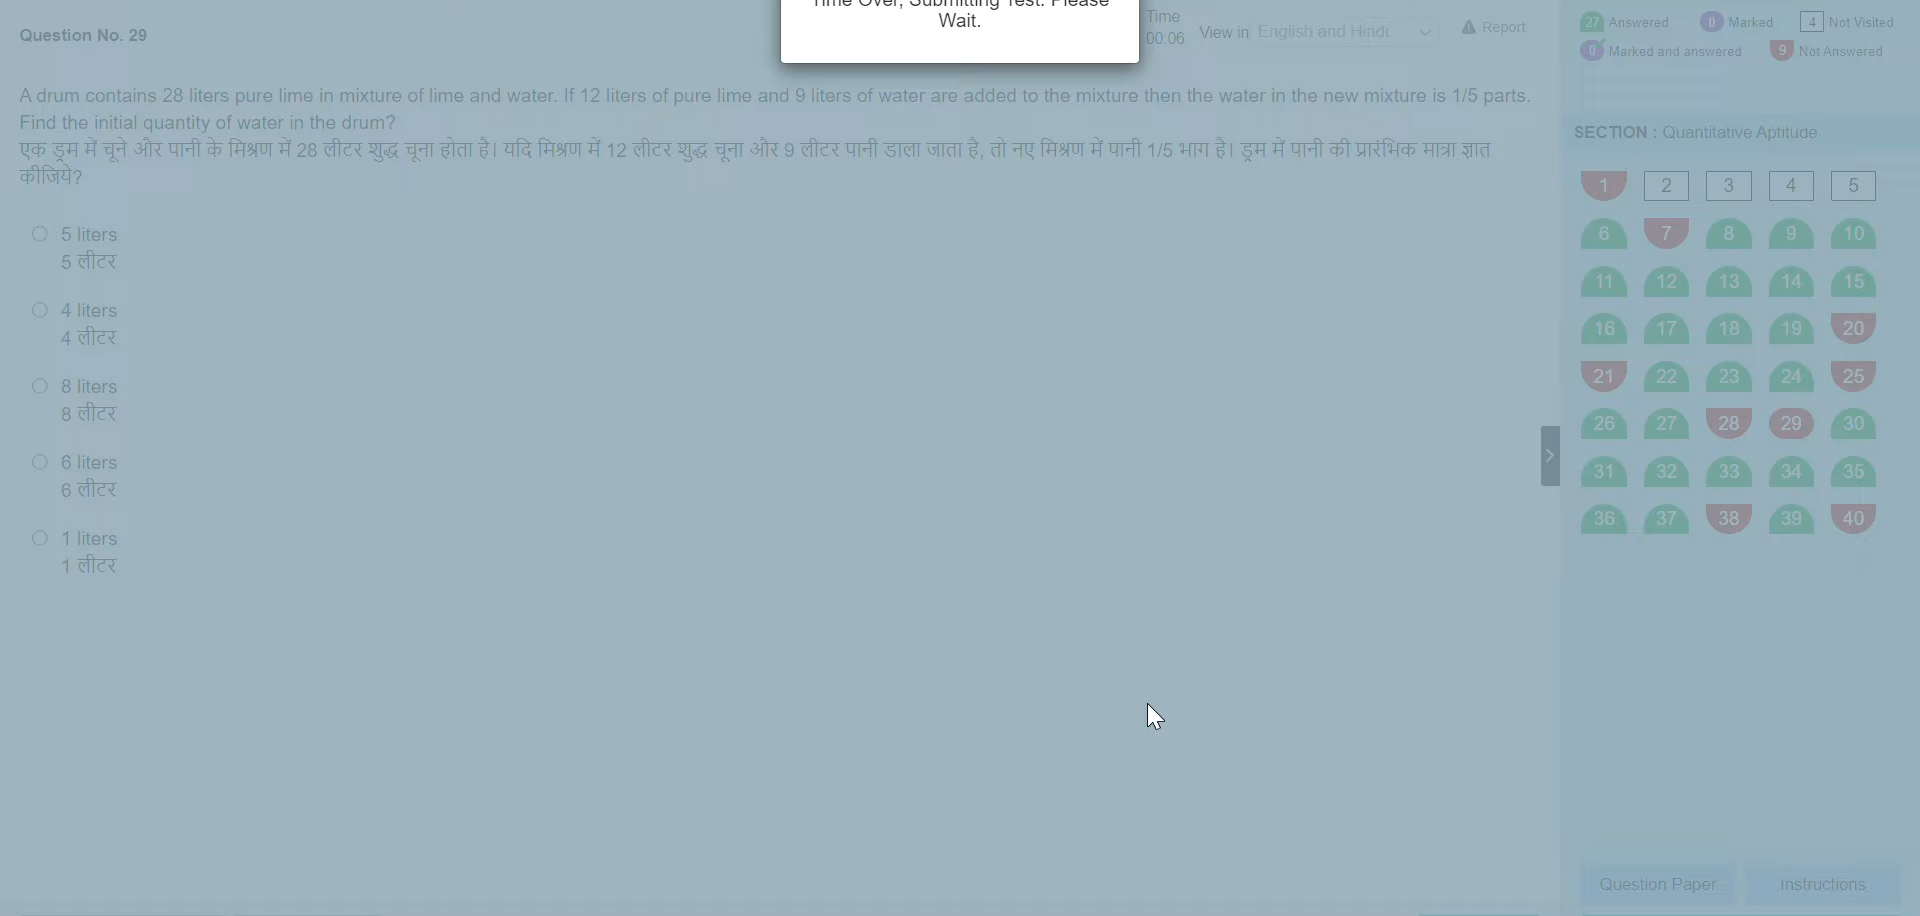 Time Over, Submitting Test. Please
Wait.
Question No. 29
Time
00:06
View in English and Hindi
Report
27 Answered
0 Marked
4 Not Visited
0 Marked and answered
9 Not Answered
A drum contains 28 liters pure lime in mixture of lime and water. If 12 liters of pure lime and 9 liters of water are added to the mixture then the water in the new mixture is 1/5 parts.
Find the initial quantity of water in the drum?
एक ड्रम में चूने और पानी के मिश्रण में 28 लीटर शुद्ध चूना होता है। यदि मिश्रण में 12 लीटर शुद्ध चूना और 9 लीटर पानी डाला जाता है, तो नए मिश्रण में पानी 1/5 भाग है। ड्रम में पानी की प्रारंभिक मात्रा ज्ञात
कीजिये?
5 liters
5 लीटर
4 liters
4 लीटर
8 liters
8 लीटर
6 liters
6 लीटर
1 liters
1 लीटर
SECTION : Quantitative Aptitude
1 2 3 4 5
6 7 8 9 10
11 12 13 14 15
16 17 18 19 20
21 22 23 24 25
26 27 28 29 30
31 32 33 34 35
36 37 38 39 40
Question Paper
Instructions